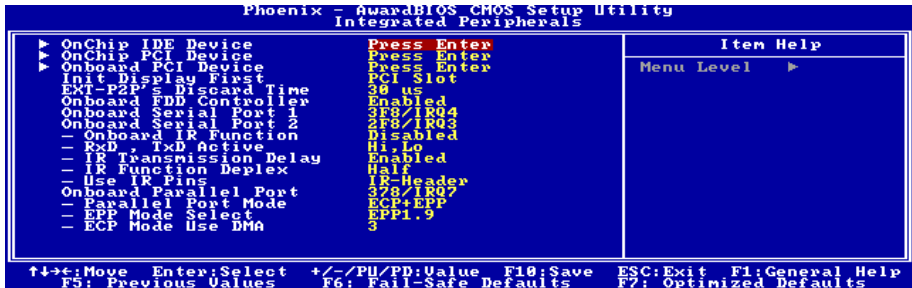 Phoenix - AwardBIOS CMOS Setup Utility
Integrated Peripherals
► OnChip IDE Device Press Enter Item Help
► OnChip PCI Device Press Enter
► Onboard PCI Device Press Enter Menu Level ►
Init Display First PCI Slot
EXT-P2P's Discard Time 30 us
Onboard FDD Controller Enabled
Onboard Serial Port 1 3F8/IRQ4
Onboard Serial Port 2 2F8/IRQ3
- Onboard IR Function Disabled
- RxD , TxD Active Hi,Lo
- IR Transmission Delay Enabled
- IR Function Deplex Half
- Use IR Pins IR-Header
Onboard Parallel Port 378/IRQ7
- Parallel Port Mode ECP+EPP
- EPP Mode Select EPP1.9
- ECP Mode Use DMA 3
↑↓→←:Move Enter:Select +/-/PU/PD:Value F10:Save ESC:Exit F1:General Help
F5: Previous Values F6: Fail-Safe Defaults F7: Optimized Defaults